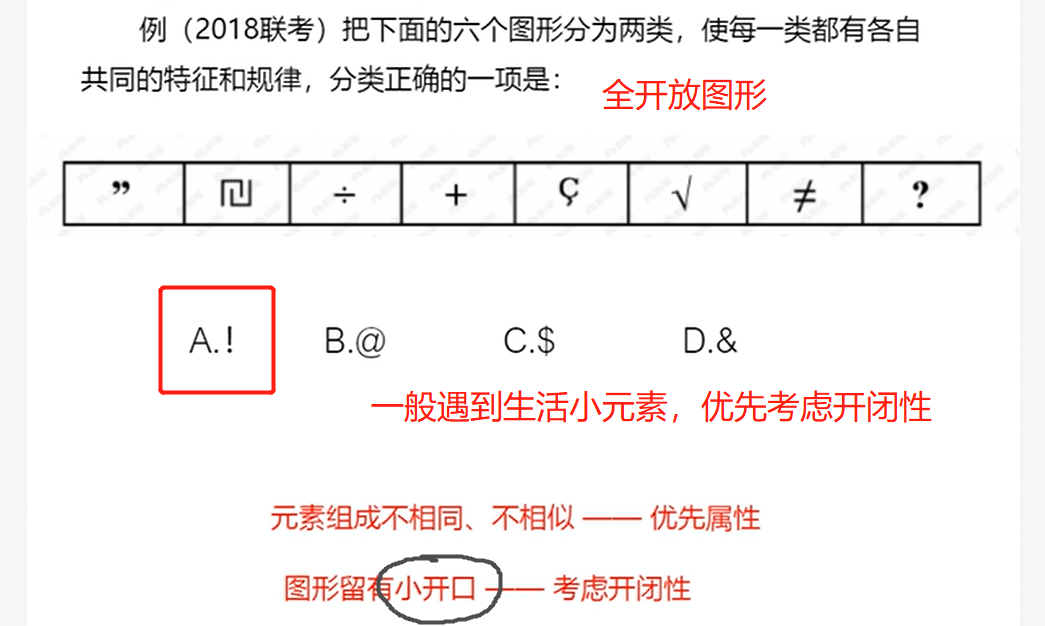 例（2018联考）把下面的六个图形分为两类，使每一类都有各自
共同的特征和规律，分类正确的一项是：
全开放图形
” ₪ ÷ + ç √ ≠ ?
A.! B.@ C.$ D.&
一般遇到生活小元素，优先考虑开闭性
元素组成不相同、不相似 —— 优先属性
图形留有小开口 —— 考虑开闭性